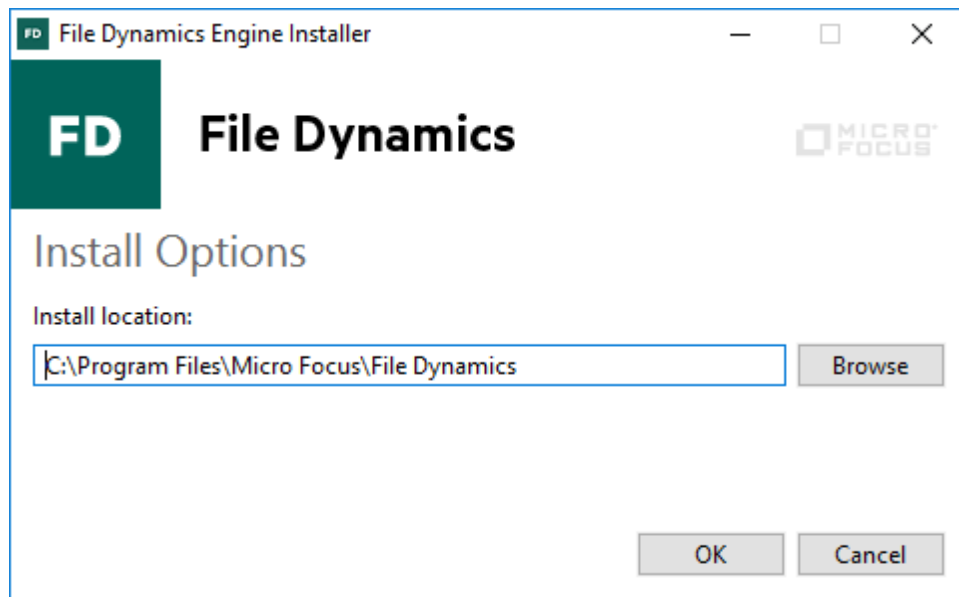 FD File Dynamics Engine Installer
FD File Dynamics
MICRO
FOCUS
Install Options
Install location:
C:\Program Files\Micro Focus\File Dynamics Browse
OK Cancel